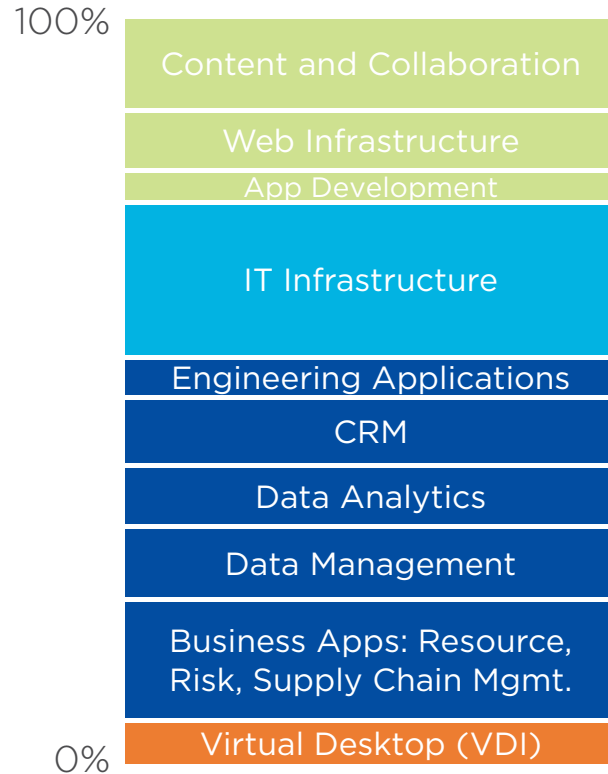 100%
Content and Collaboration
Web Infrastructure
App Development
IT Infrastructure
Engineering Applications
CRM
Data Analytics
Data Management
Business Apps: Resource,
Risk, Supply Chain Mgmt.
Virtual Desktop (VDI)
0%